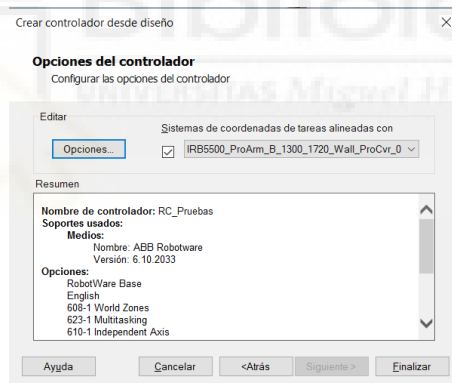 Crear controlador desde diseño
Opciones del controlador
Configurar las opciones del controlador
Editar
Sistemas de coordenadas de tareas alineadas con
Opciones...
IRB5500_ProArm_B_1300_1720_Wall_ProCvr_0
Resumen
Nombre de controlador: RC_Pruebas
Soportes usados:
Medios:
Nombre: ABB Robotware
Versión: 6.10.2033
Opciones:
RobotWare Base
English
608-1 World Zones
623-1 Multitasking
610-1 Independent Axis
Ayuda
Cancelar
<Atrás
Siguiente >
Finalizar